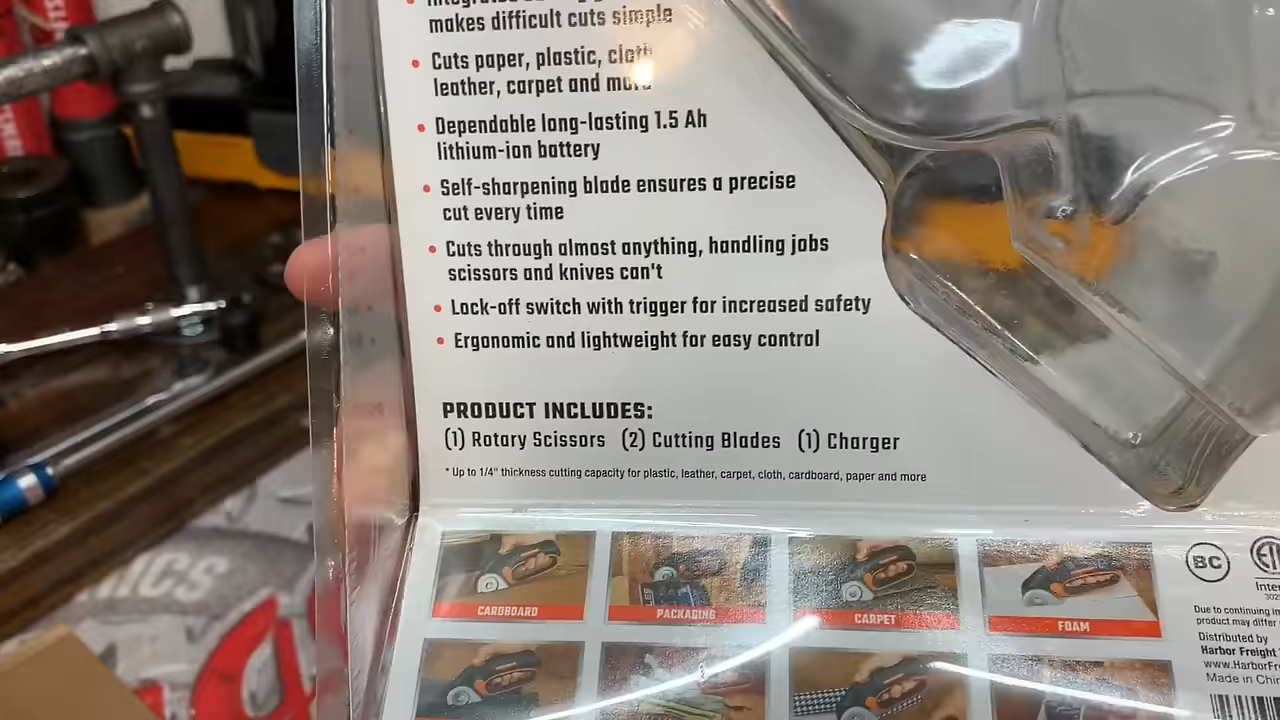 makes difficult cuts simple
Cuts paper, plastic, cloth
leather, carpet and more
Dependable long-lasting 1.5 Ah
lithium-ion battery
Self-sharpening blade ensures a precise
cut every time
Cuts through almost anything, handling jobs
scissors and knives can't
Lock-off switch with trigger for increased safety
Ergonomic and lightweight for easy control
PRODUCT INCLUDES:
(1) Rotary Scissors (2) Cutting Blades (1) Charger
* Up to 1/4" thickness cutting capacity for plastic, leather, carpet, cloth, cardboard, paper and more
CARDBOARD
PACKAGING
CARPET
FOAM
BC
Inter
Due to continuing
product may differ
Distributed by
Harbor Freight
www.HarborFr
Made in Chin